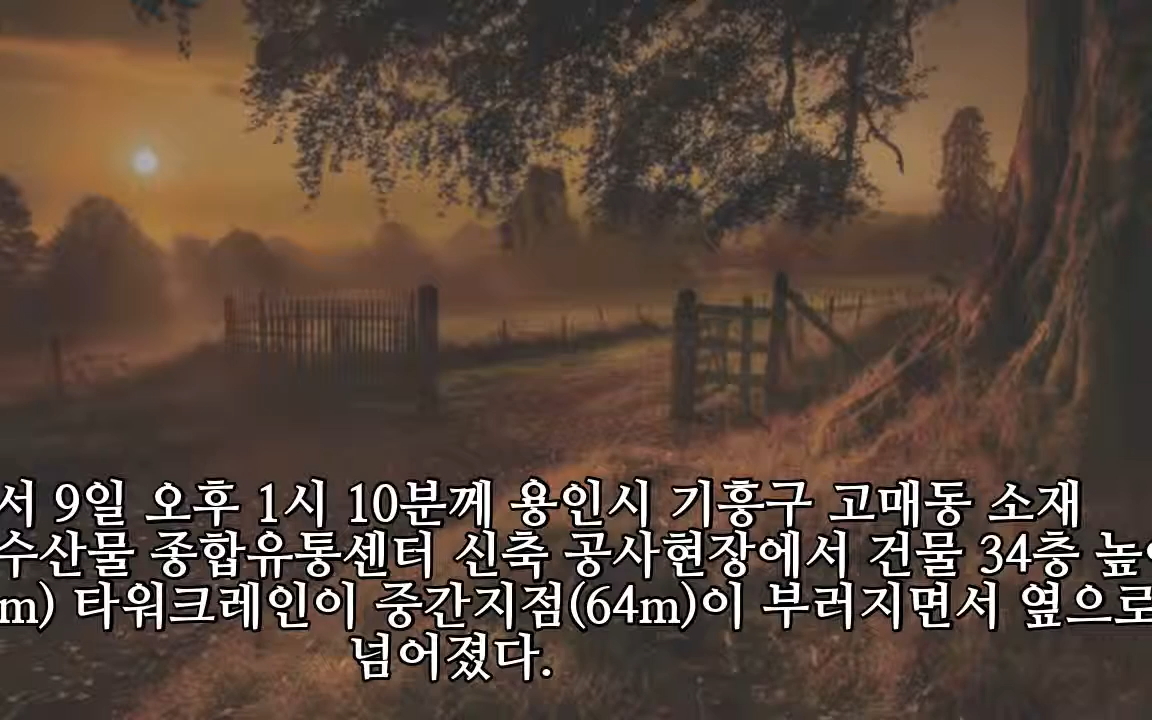 서 9일 오후 1시 10분께 용인시 기흥구 고매동 소재
수산물 종합유통센터 신축 공사현장에서 건물 34층
m) 타워크레인이 중간지점(64m)이 부러지면서 옆으로
넘어졌다.